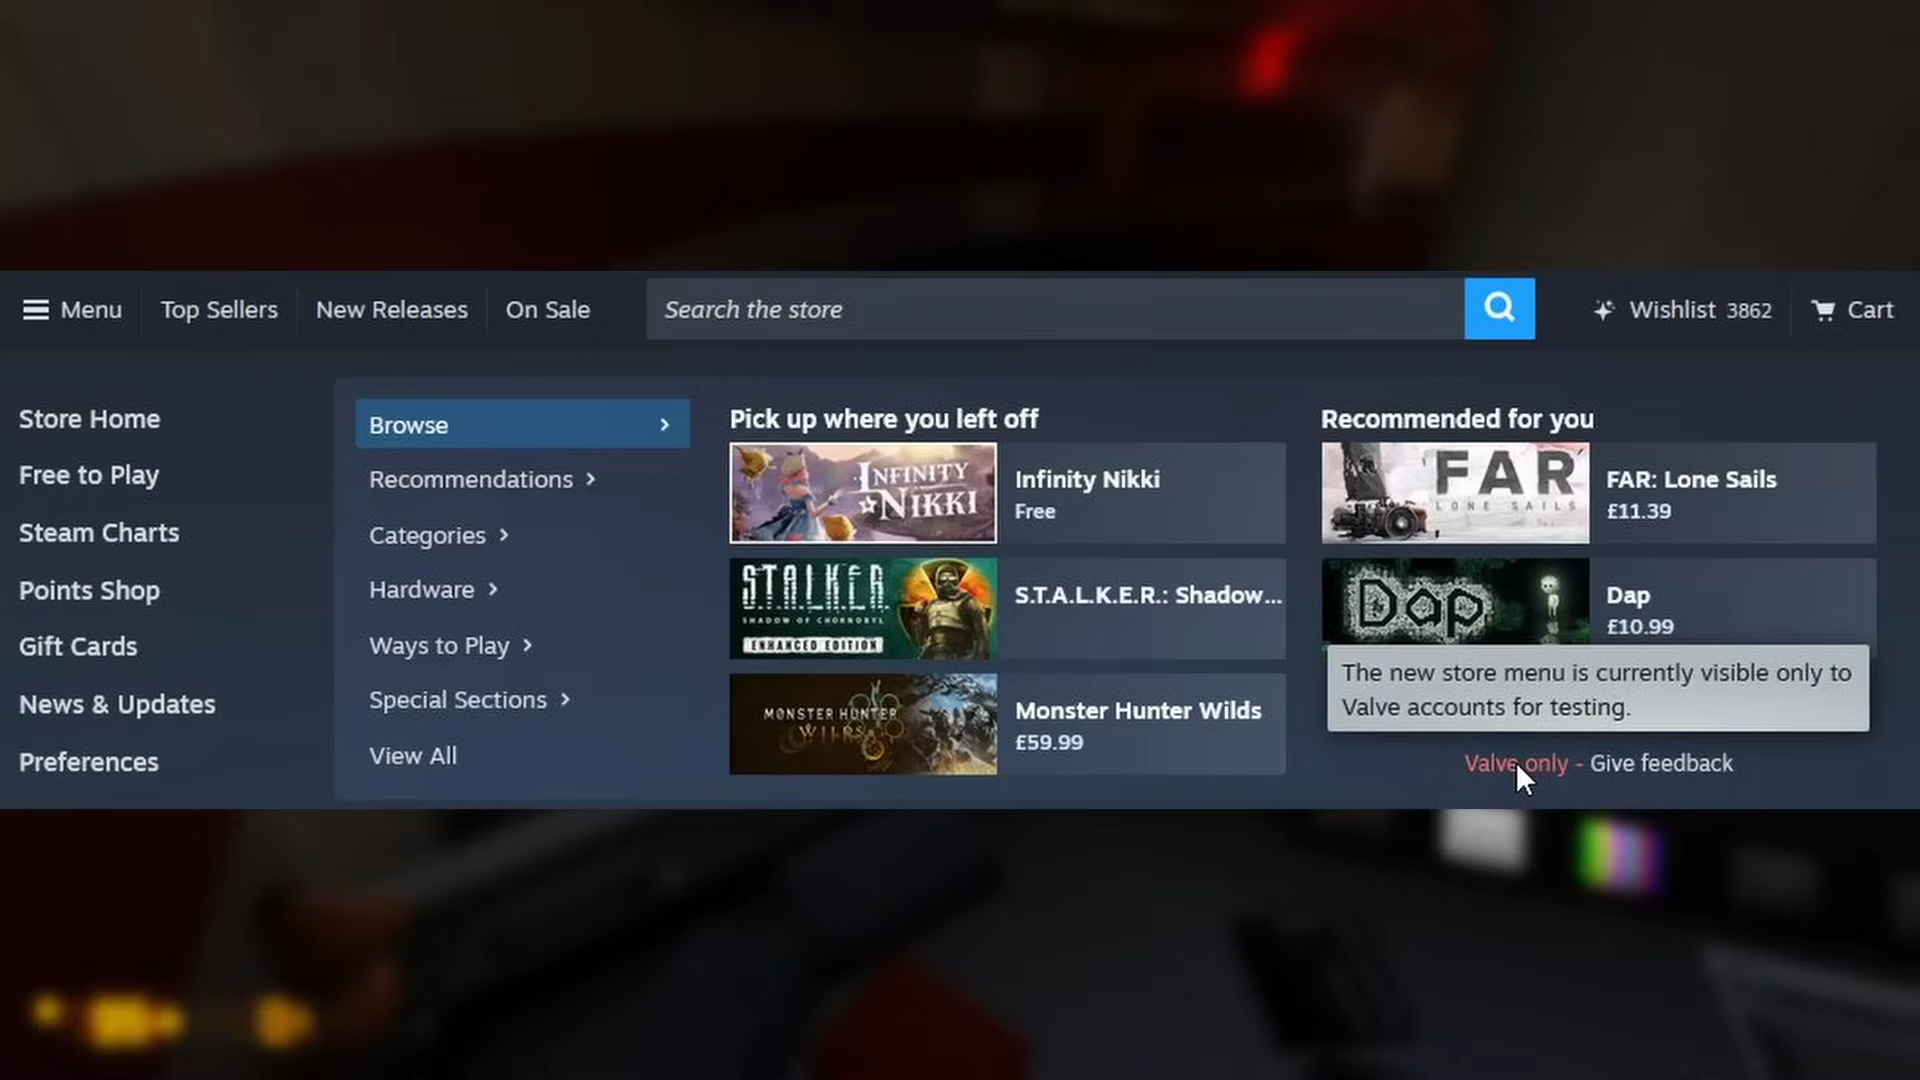 Menu
Top Sellers
New Releases
On Sale
Search the store
Wishlist 3862
Cart
Store Home
Free to Play
Steam Charts
Points Shop
Gift Cards
News & Updates
Preferences
Browse
Recommendations
Categories
Hardware
Ways to Play
Special Sections
View All
Pick up where you left off
INFINITY
NIKKI
Infinity Nikki
Free
S.T.A.L.K.E.R.
SHADOW OF CHORNOBYL
ENHANCED EDITION
S.T.A.L.K.E.R.: Shadow...
MONSTER HUNTER
WILDS
Monster Hunter Wilds
£59.99
Recommended for you
FAR
LONE SAILS
FAR: Lone Sails
£11.39
Dap
Dap
£10.99
The new store menu is currently visible only to
Valve accounts for testing.
Valve only - Give feedback